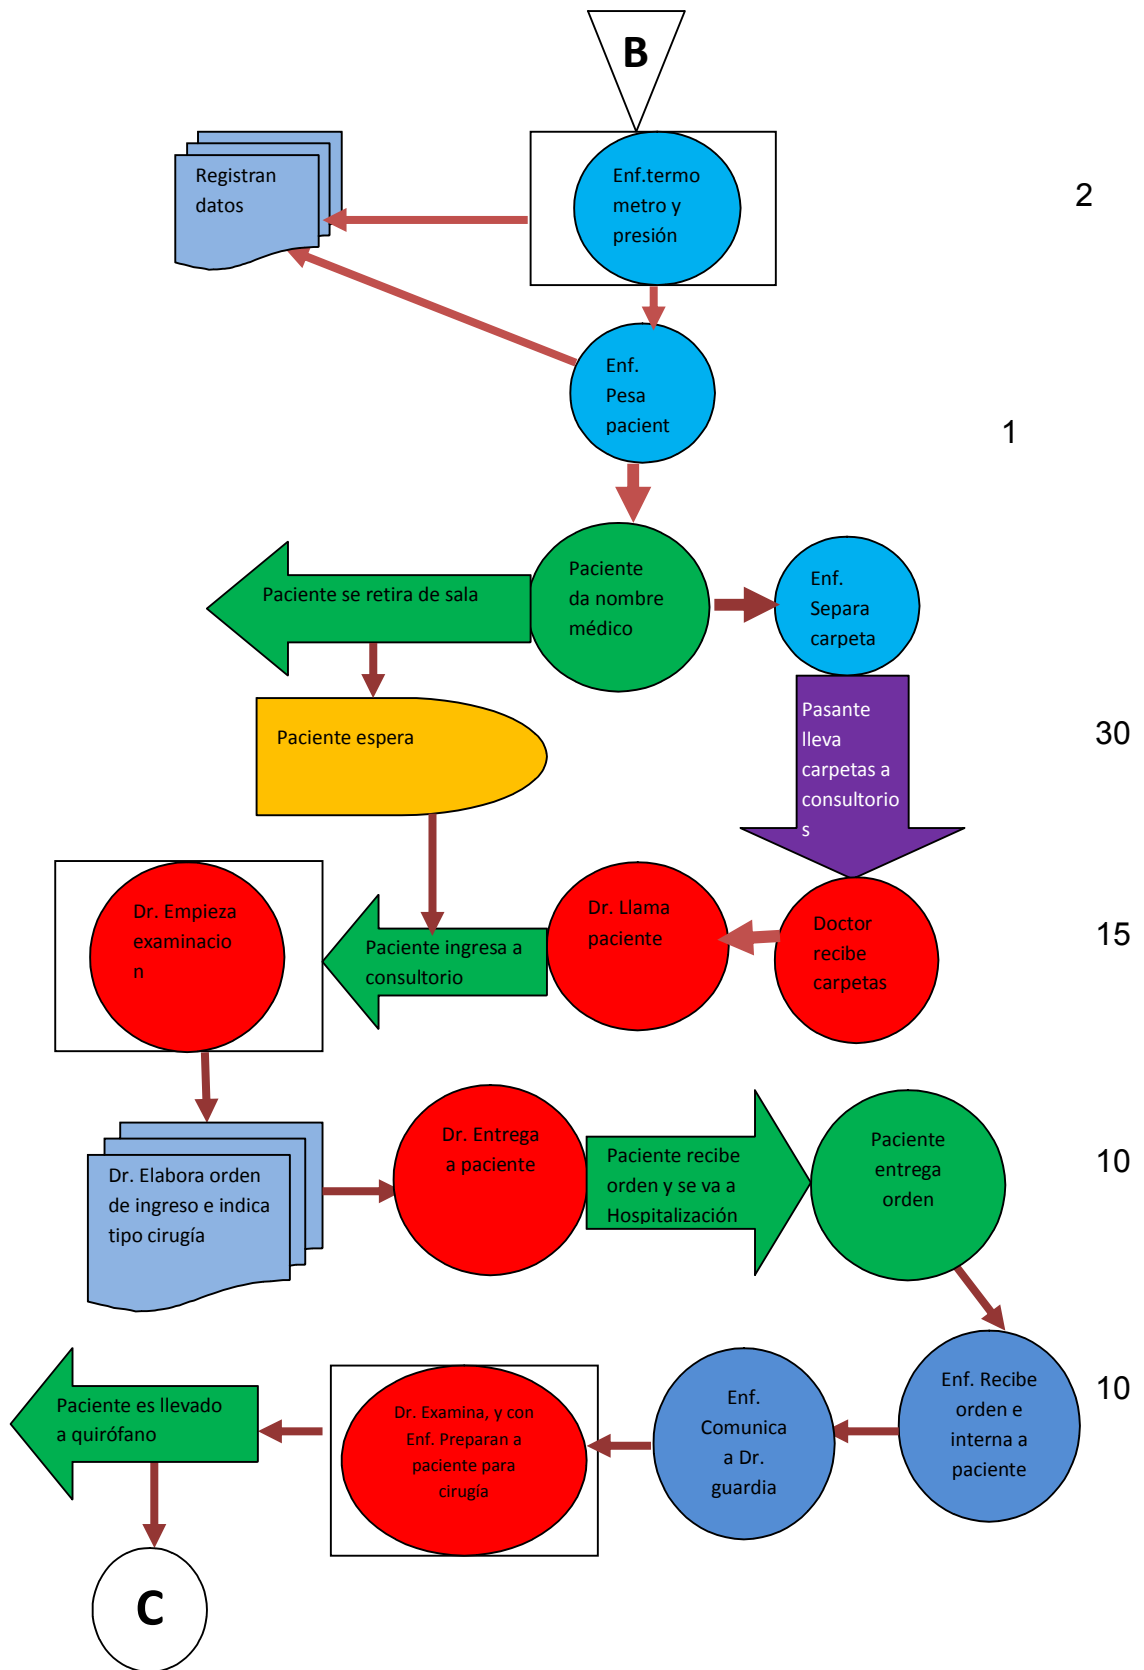 B
Registran
datos
Enf.termo
metro y
presión
2
Enf.
Pesa
pacient
1
Paciente se retira de sala
Paciente
da nombre
médico
Enf.
Separa
carpeta
Paciente espera
Pasante
lleva
carpetas a
consultorio
s
30
Dr. Empieza
examinacio
n
Paciente ingresa a
consultorio
Dr. Llama
paciente
Doctor
recibe
carpetas
15
Dr. Elabora orden
de ingreso e indica
tipo cirugía
Dr. Entrega
a paciente
Paciente recibe
orden y se va a
Hospitalización
Paciente
entrega
orden
10
Paciente es llevado
a quirófano
Dr. Examina, y con
Enf. Preparan a
paciente para
cirugía
Enf.
Comunica
a Dr.
guardia
Enf. Recibe
orden e
interna a
paciente
10
C